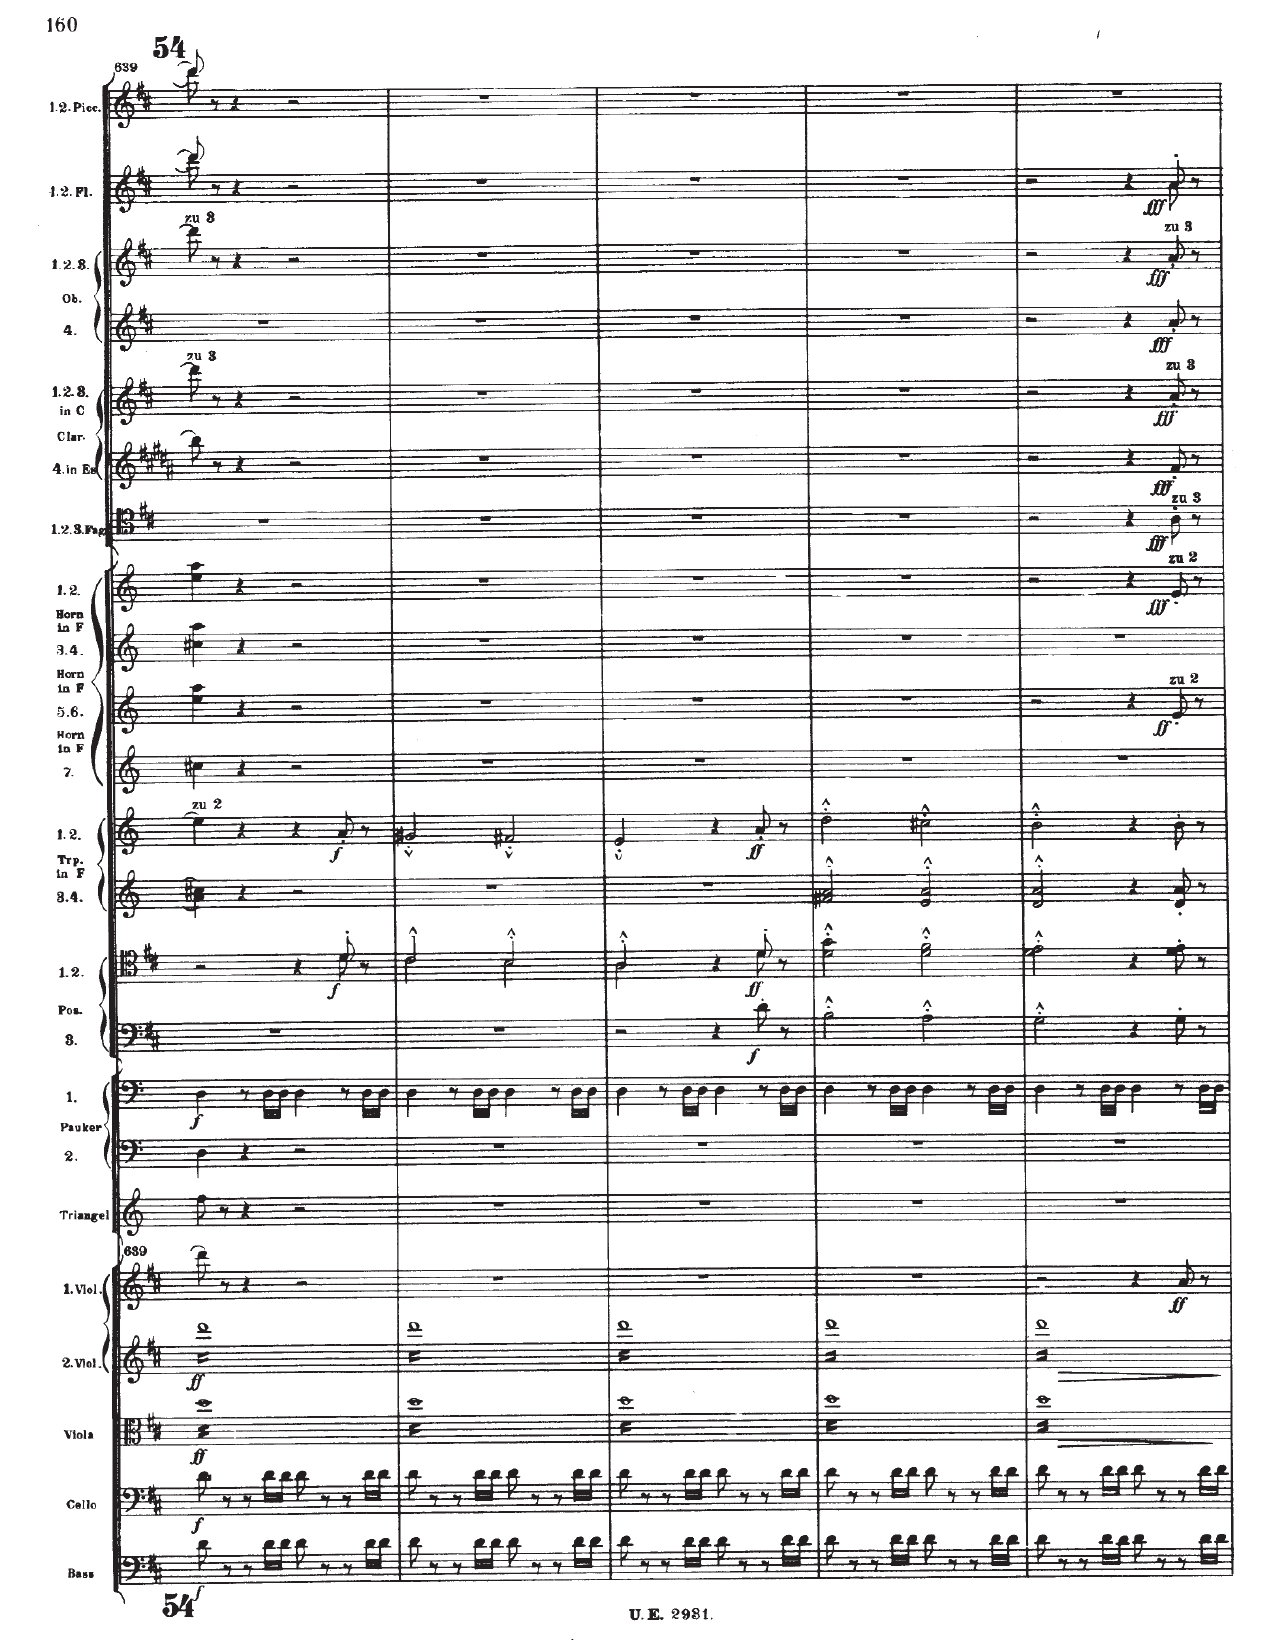 160
54
639
1.2. Picc.
1.2. Fl.
fff
zu 3
zu 3
1.2.3.
Ob.
fff
4.
fff
zu 3
zu 3
1.2.3.
in C
Clar.
fff
4. in Es
fff
zu 3
1.2.3. Fag.
fff
zu 2
1.2.
Horn
in F
fff
3.4.
Horn
in F
zu 2
5.6.
ff
Horn
in F
7.
zu 2
1.2.
f
ff
Trp.
in F
3.4.
1.2.
f
ff
Pos.
3.
f
1.
f
Pauker
2.
Triangel
639
1. Viol.
ff
2. Viol.
ff
Viola
ff
Cello
f
Bass
f
54
U. E. 2931.